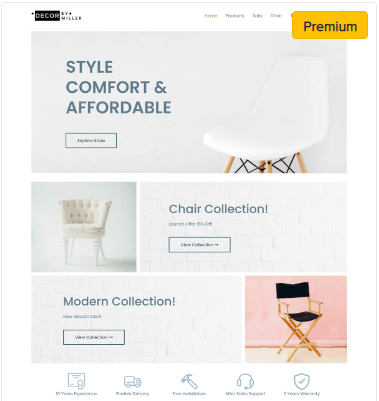 DECOR BY MILLER
Home Products Sofa Chair
Premium
STYLE
COMFORT &
AFFORDABLE
Explore Store
Chair Collection!
Launch Offer 15% Off!
View Collection
Modern Collection!
New Season Stock
View Collection
10 Years Experience Flexible Delivery Free Installation After Sales Support 5 Years Warranty